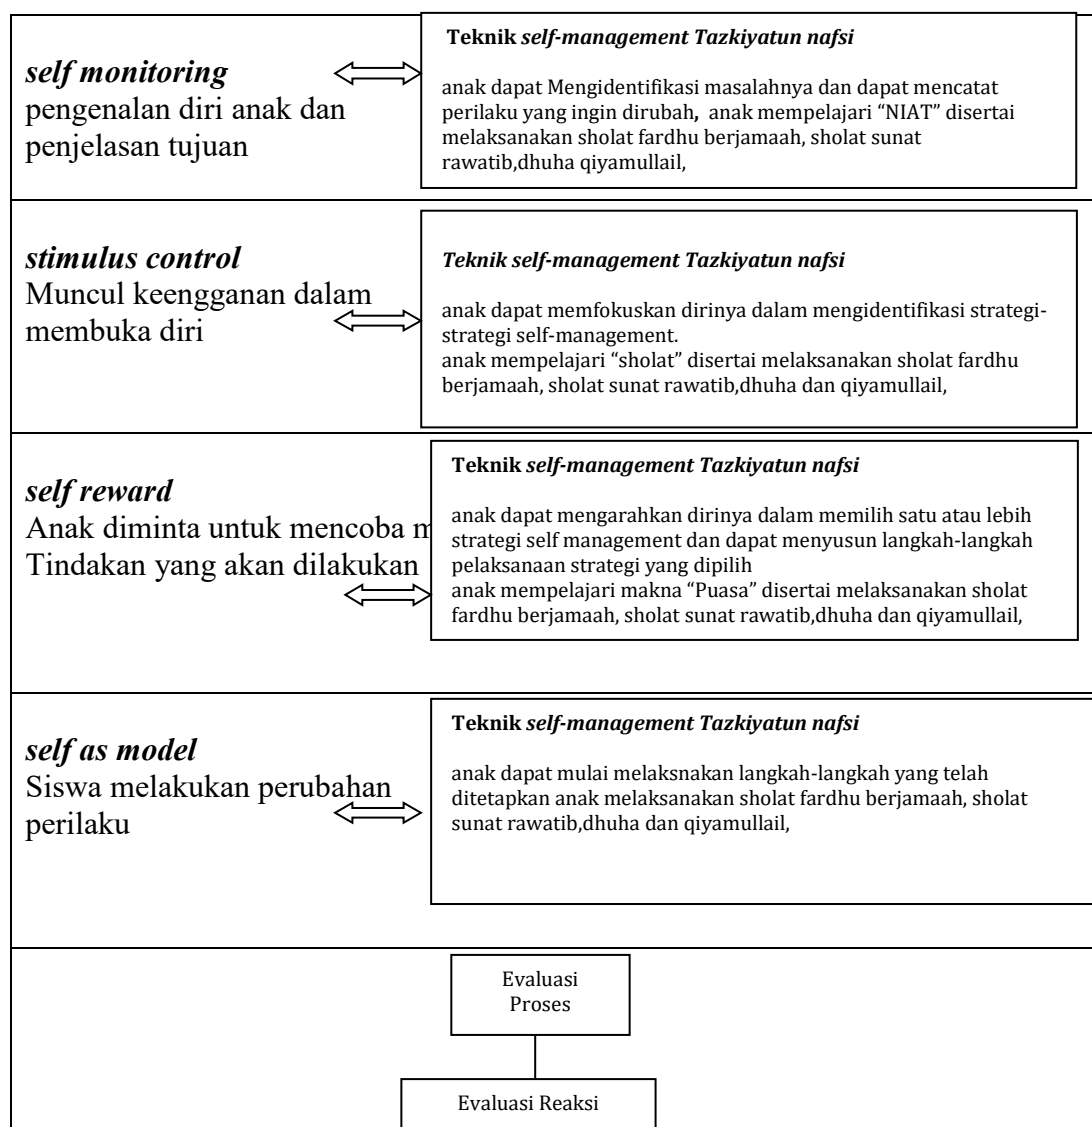 self monitoring
pengenalan diri anak dan
penjelasan tujuan
Teknik self-management Tazkiyatun nafsi
anak dapat Mengidentifikasi masalahnya dan dapat mencatat
perilaku yang ingin dirubah, anak mempelajari “NIAT” disertai
melaksanakan sholat fardhu berjamaah, sholat sunat
rawatib,dhuha qiyamullail,
stimulus control
Muncul keengganan dalam
membuka diri
Teknik self-management Tazkiyatun nafsi
anak dapat memfokuskan dirinya dalam mengidentifikasi strategi-
strategi self-management.
anak mempelajari “sholat” disertai melaksanakan sholat fardhu
berjamaah, sholat sunat rawatib,dhuha dan qiyamullail,
self reward
Anak diminta untuk mencoba m
Tindakan yang akan dilakukan
Teknik self-management Tazkiyatun nafsi
anak dapat mengarahkan dirinya dalam memilih satu atau lebih
strategi self management dan dapat menyusun langkah-langkah
pelaksanaan strategi yang dipilih
anak mempelajari makna “Puasa” disertai melaksanakan sholat
fardhu berjamaah, sholat sunat rawatib,dhuha dan qiyamullail,
self as model
Siswa melakukan perubahan
perilaku
Teknik self-management Tazkiyatun nafsi
anak dapat mulai melaksnakan langkah-langkah yang telah
ditetapkan anak melaksanakan sholat fardhu berjamaah, sholat
sunat rawatib,dhuha dan qiyamullail,
Evaluasi
Proses
Evaluasi Reaksi